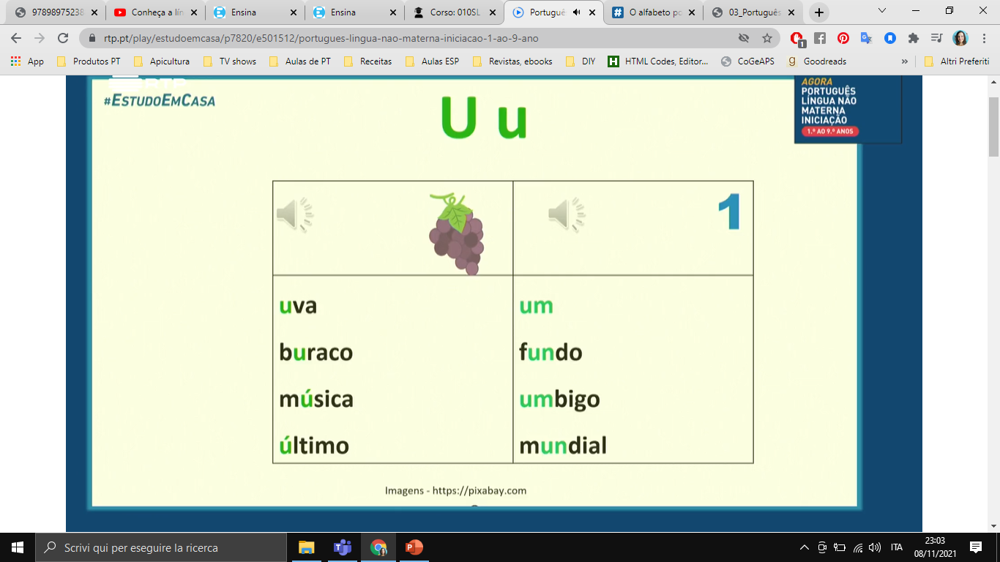 97898975238
Conheça a lín
Ensina
Ensina
Corso: 010SL
Portuguê
O alfabeto po
03_Português
rtp.pt/play/estudoemcasa/p7820/e501512/portugues-lingua-nao-materna-iniciacao-1-ao-9-ano
1
App
Produtos PT
Apicultura
TV shows
Aulas de PT
Receitas
Aulas ESP
Revistas, ebooks
DIY
HTML Codes, Editor...
CoGeAPS
Goodreads
»
Altri Preferiti
RTP
#ESTUDOEMCASA
AGORA
PORTUGUÊS
LÍNGUA NÃO
MATERNA
INICIAÇÃO
1.º AO 9.º ANOS
U u
1
uva
buraco
música
último
um
fundo
umbigo
mundial
Imagens - https://pixabay.com
Scrivi qui per eseguire la ricerca
ITA
23:03
08/11/2021